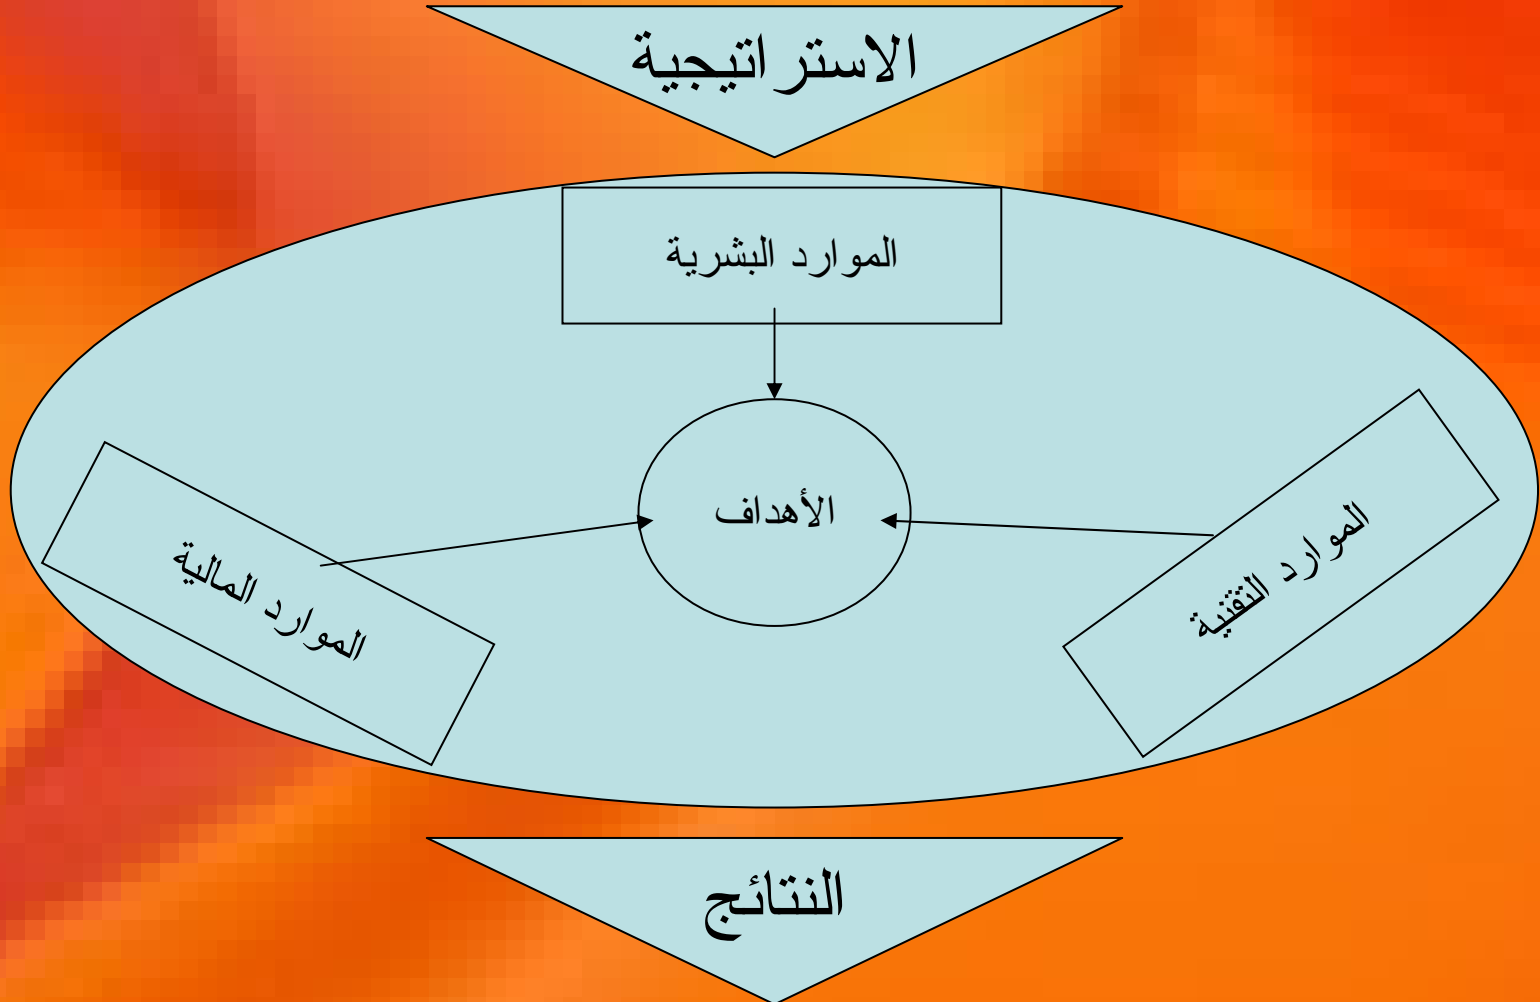 الاستراتيجية
الموارد البشرية
الأهداف
الموارد التقنية
الموارد المالية
النتائج